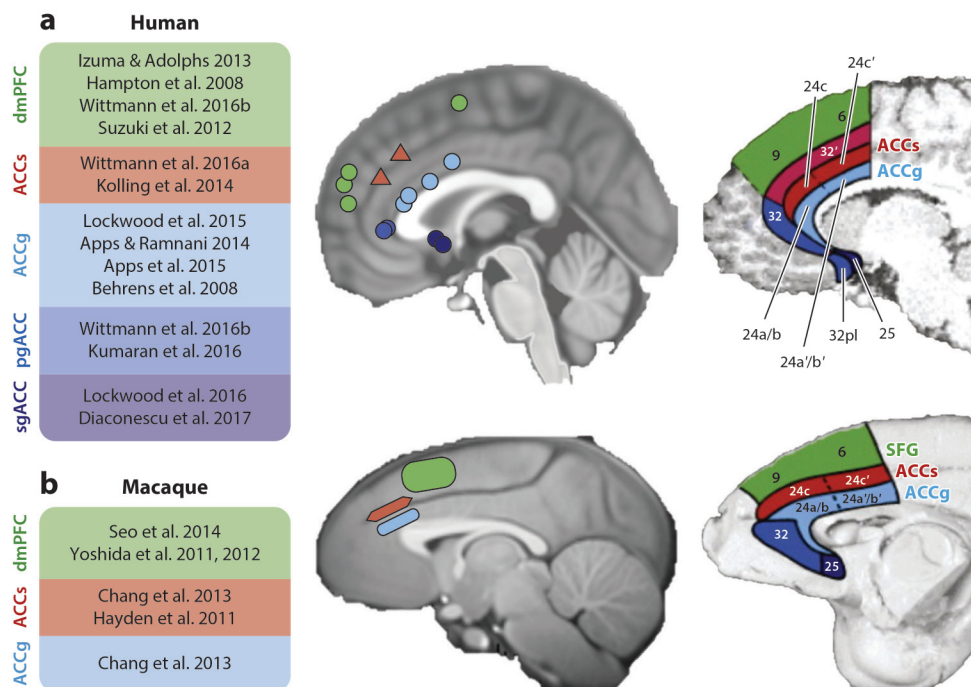 a
Human
dmPFC
Izuma & Adolphs 2013
Hampton et al. 2008
Wittmann 2016b
Suzuki et al. 2012
ACCs
Wittmann et al. 2016a
Kolling et al. 2014
ACCg
Lockwood et al. 2015
Apps & Ramnani 2014
Apps et al. 2015
Behrens et al. 2008
pgACC
Wittmann et al. 2016b
Kumaran et al. 2016
sgACC
Lockwood et al. 2016
Diaconescu et al. 2017
24c'
24c
6
9
32'
ACCs
ACCg
32
24a/b
32pl
25
24a'/b'
b
Macaque
dmPFC
Seo et al. 2014
Yoshida et al. 2011, 2012
ACCs
Chang et al. 2013
Hayden et al. 2011
ACCg
Chang et al. 2013
SFG
6
9
ACCs
24c
24c'
ACCg
24a/b
24a'/b'
32
25